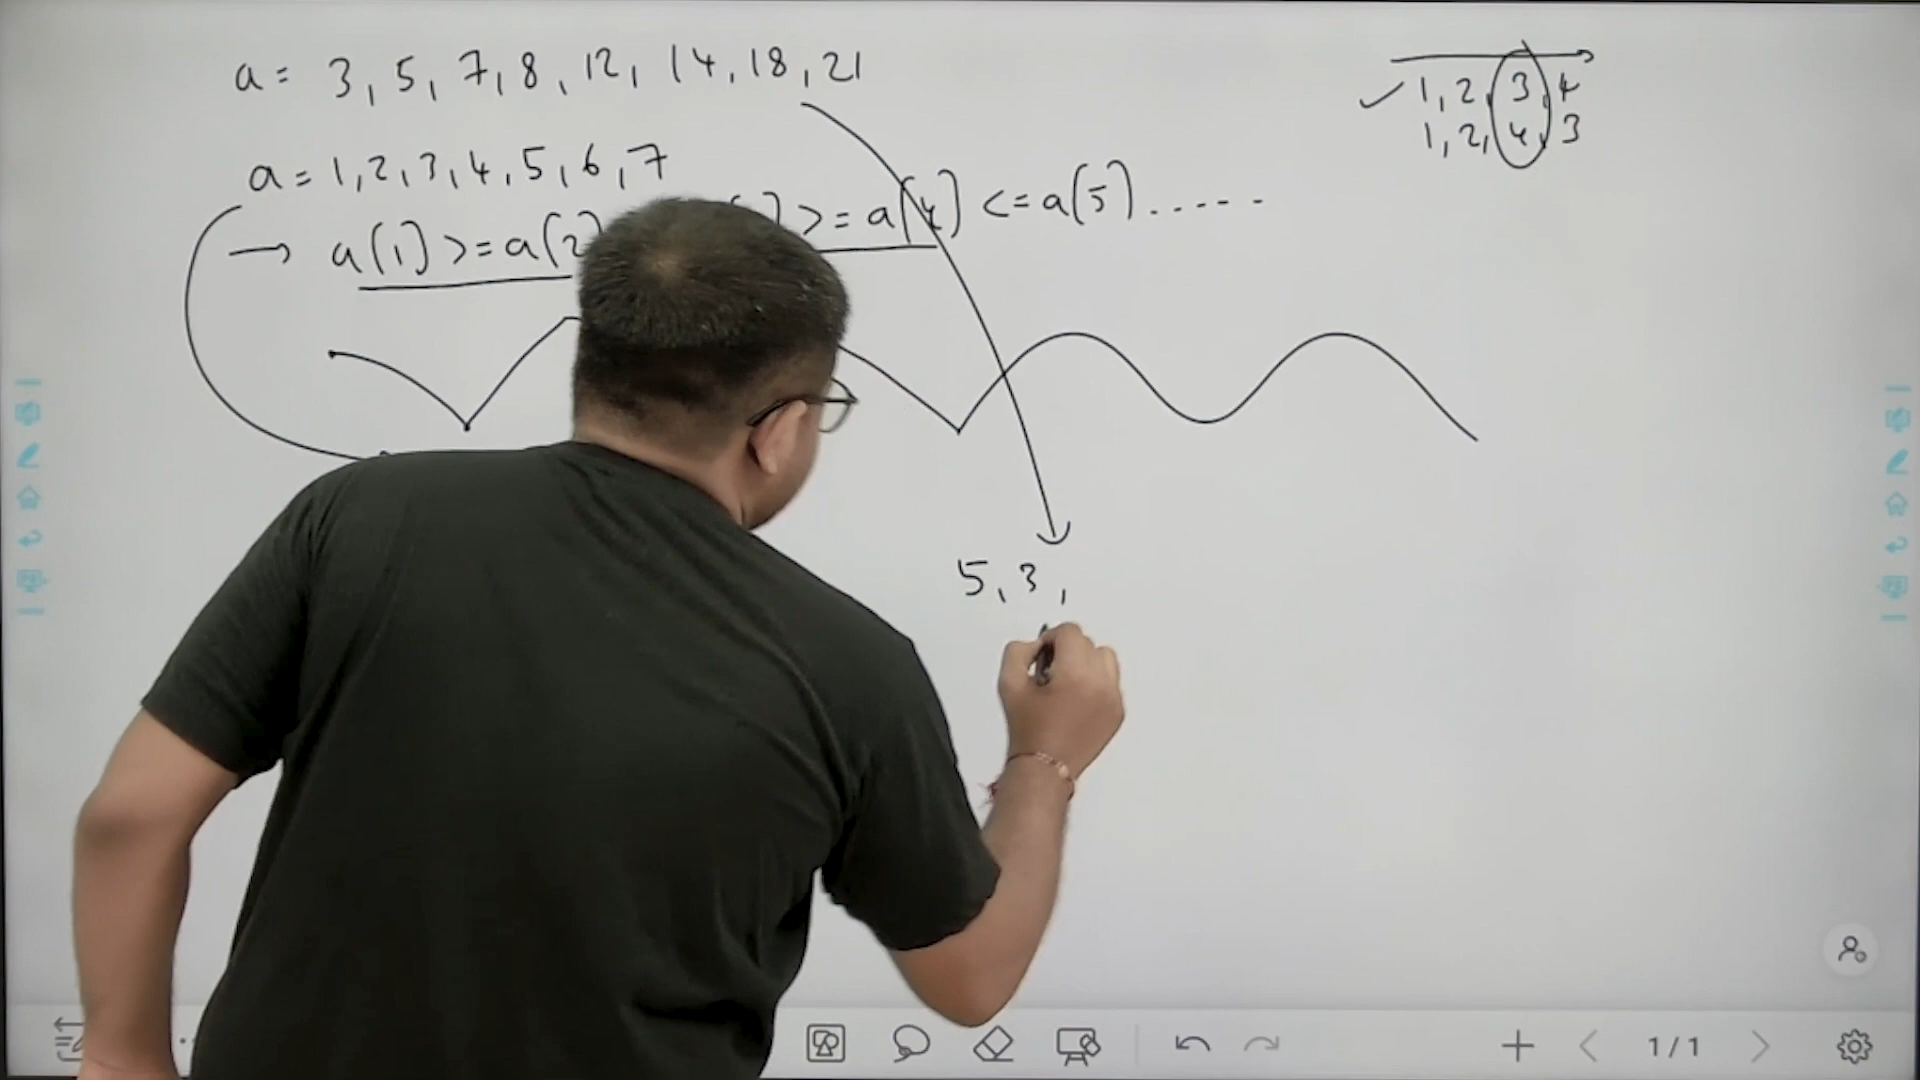 a = 3, 5, 7, 8, 12, 14, 18, 21
1, 2, 3, 4
1, 2, 4, 3
a = 1, 2, 3, 4, 5, 6, 7
a(1) >= a(2) >= a(4) <= a(5) . . . . .
5, 3,
1/1